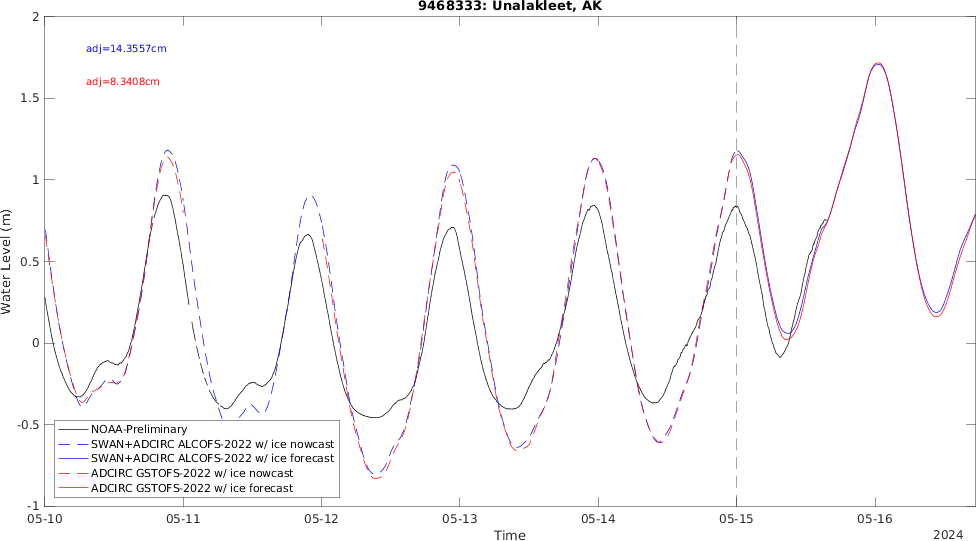 9468333: Unalakleet, AK
adj=14.3557cm
adj=8.3408cm
Water Level (m)
2
1.5
1
0.5
0
-0.5
-1
NOAA-Preliminary
SWAN+ADCIRC ALCOFS-2022 w/ ice nowcast
SWAN+ADCIRC ALCOFS-2022 w/ ice forecast
ADCIRC GSTOFS-2022 w/ ice nowcast
ADCIRC GSTOFS-2022 w/ ice forecast
05-10 05-11 05-12 05-13 05-14 05-15 05-16
Time
2024